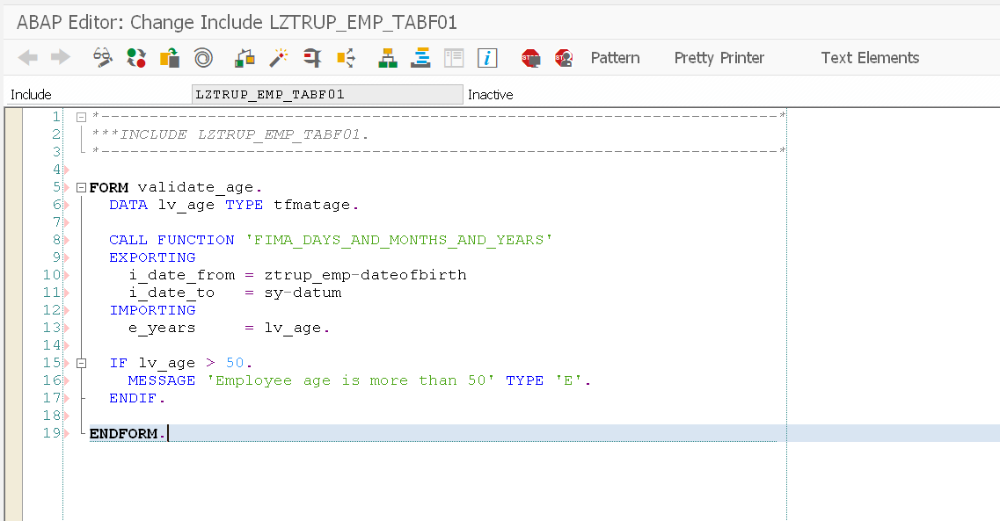 ABAP Editor: Change Include LZTRUP_EMP_TABF01
Pattern Pretty Printer Text Elements
Include LZTRUP_EMP_TABF01 Inactive
1 *----------------------------------------------------------------------*
2 ***INCLUDE LZTRUP_EMP_TABF01.
3 *----------------------------------------------------------------------*
4
5 FORM validate_age.
6 DATA lv_age TYPE tfmatage.
7
8 CALL FUNCTION 'FIMA_DAYS_AND_MONTHS_AND_YEARS'
9 EXPORTING
10 i_date_from = ztrup_emp-dateofbirth
11 i_date_to = sy-datum
12 IMPORTING
13 e_years = lv_age.
14
15 IF lv_age > 50.
16 MESSAGE 'Employee age is more than 50' TYPE 'E'.
17 ENDIF.
18
19 ENDFORM.